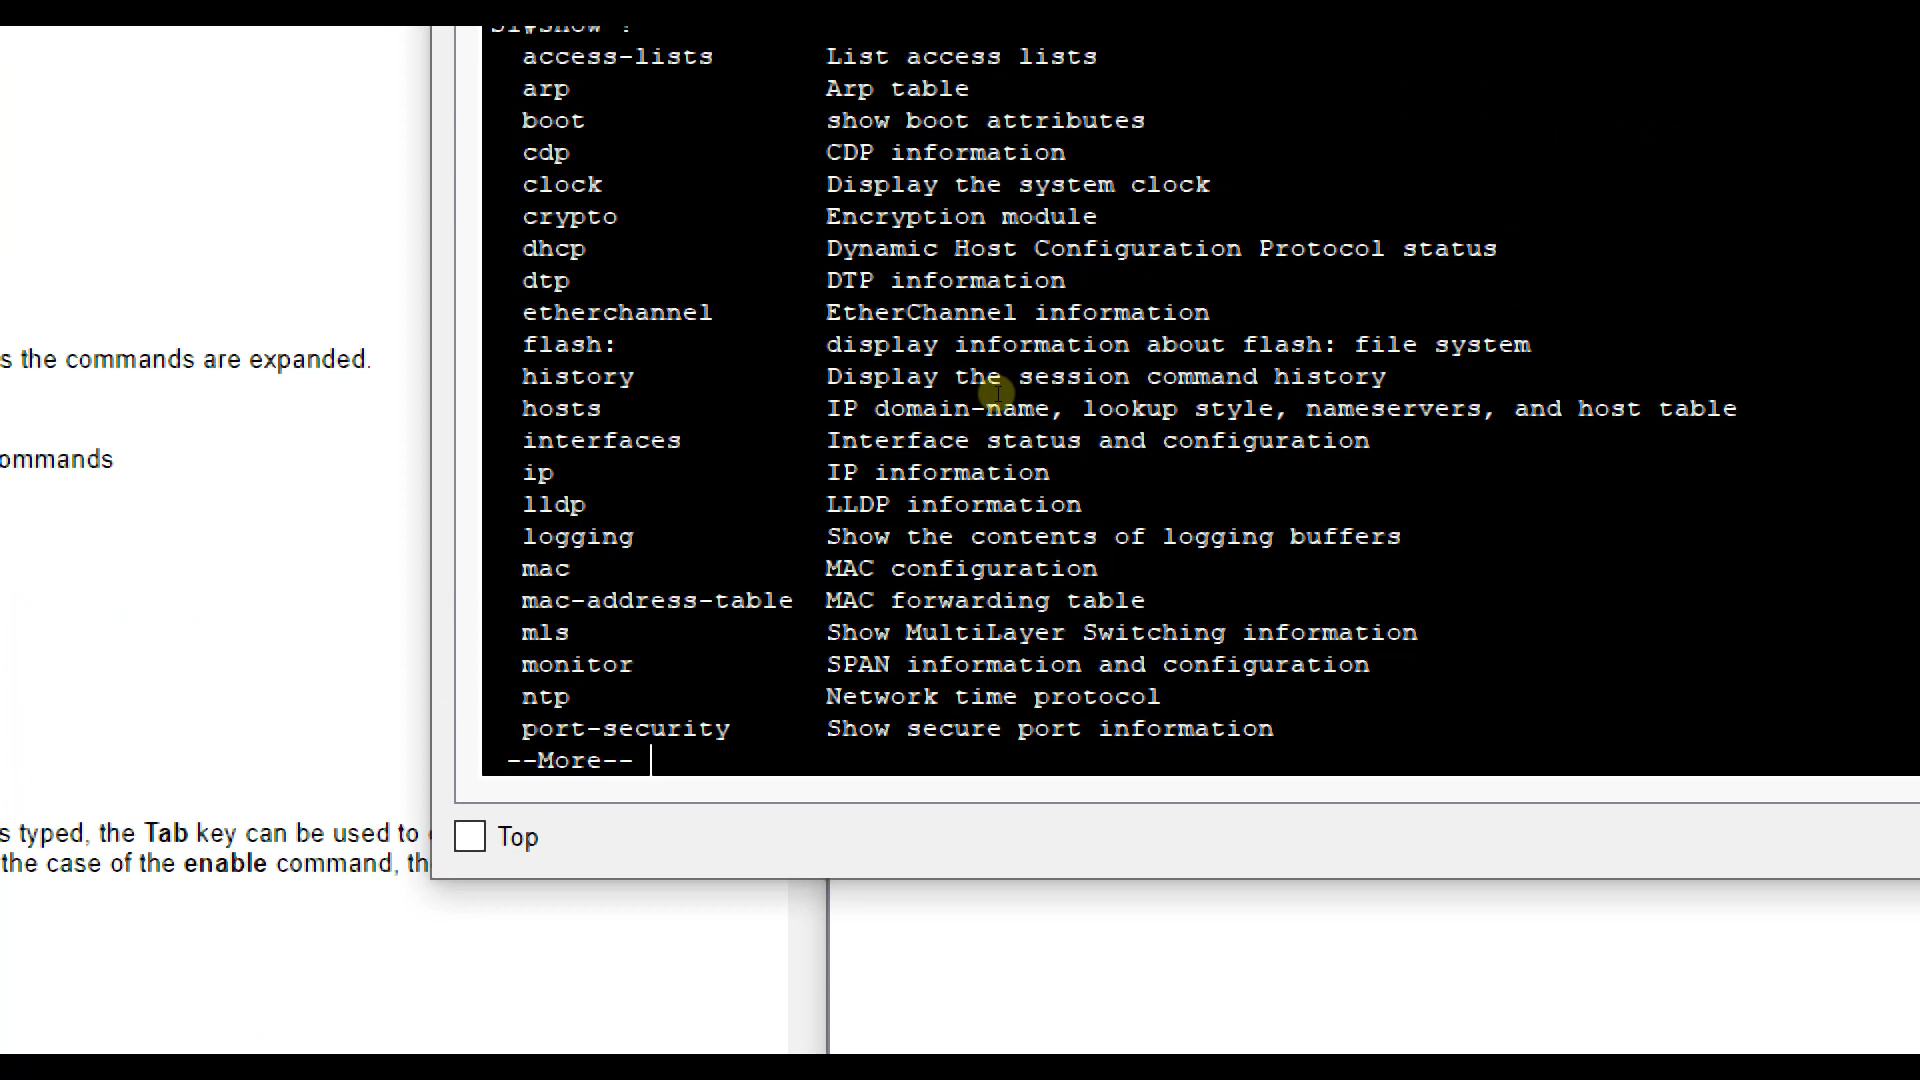 S1#show ?
access-lists List access lists
arp Arp table
boot show boot attributes
cdp CDP information
clock Display the system clock
crypto Encryption module
dhcp Dynamic Host Configuration Protocol status
dtp DTP information
etherchannel EtherChannel information
flash: display information about flash: file system
history Display the session command history
hosts IP domain-name, lookup style, nameservers, and host table
interfaces Interface status and configuration
ip IP information
lldp LLDP information
logging Show the contents of logging buffers
mac MAC configuration
mac-address-table MAC forwarding table
mls Show MultiLayer Switching information
monitor SPAN information and configuration
ntp Network time protocol
port-security Show secure port information
--More--
Top
s the commands are expanded.
ommands
s typed, the Tab key can be used to
the case of the enable command, th